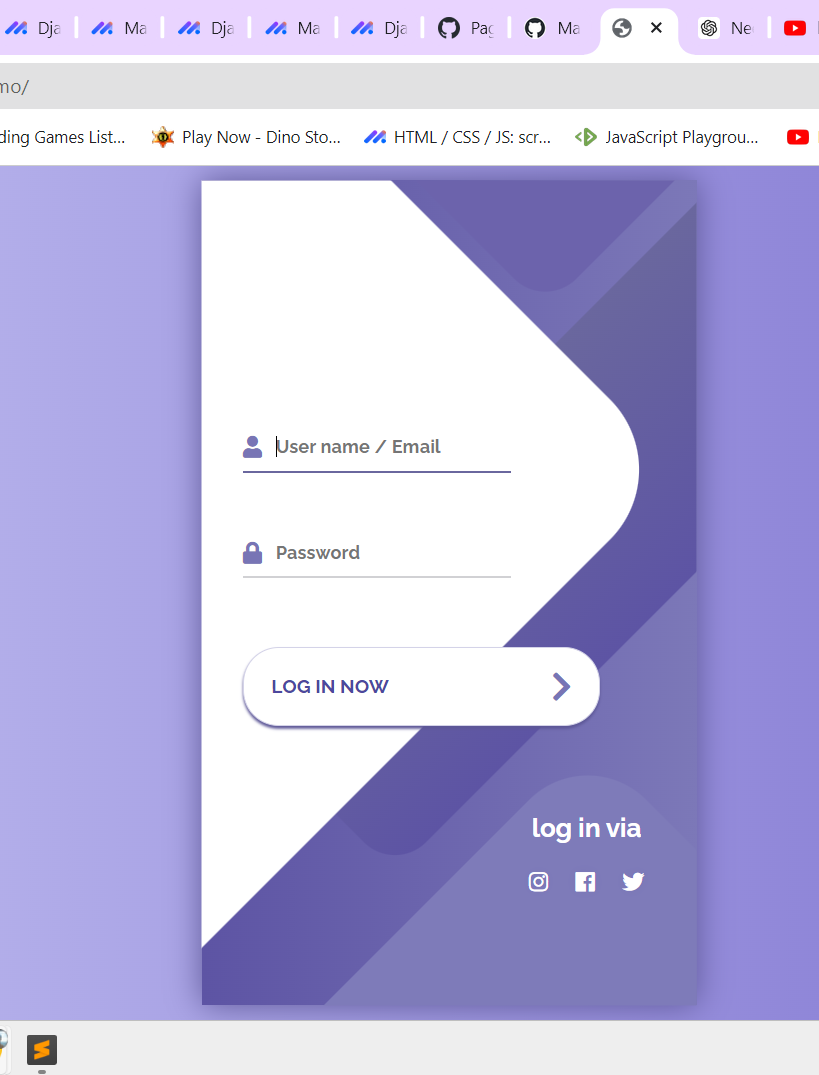 Dja Ma Dja Ma Dja Pag Ma Ne
mo/
ding Games List... Play Now - Dino Sto... HTML / CSS / JS: scr... JavaScript Playgrou...
User name / Email
Password
LOG IN NOW
log in via